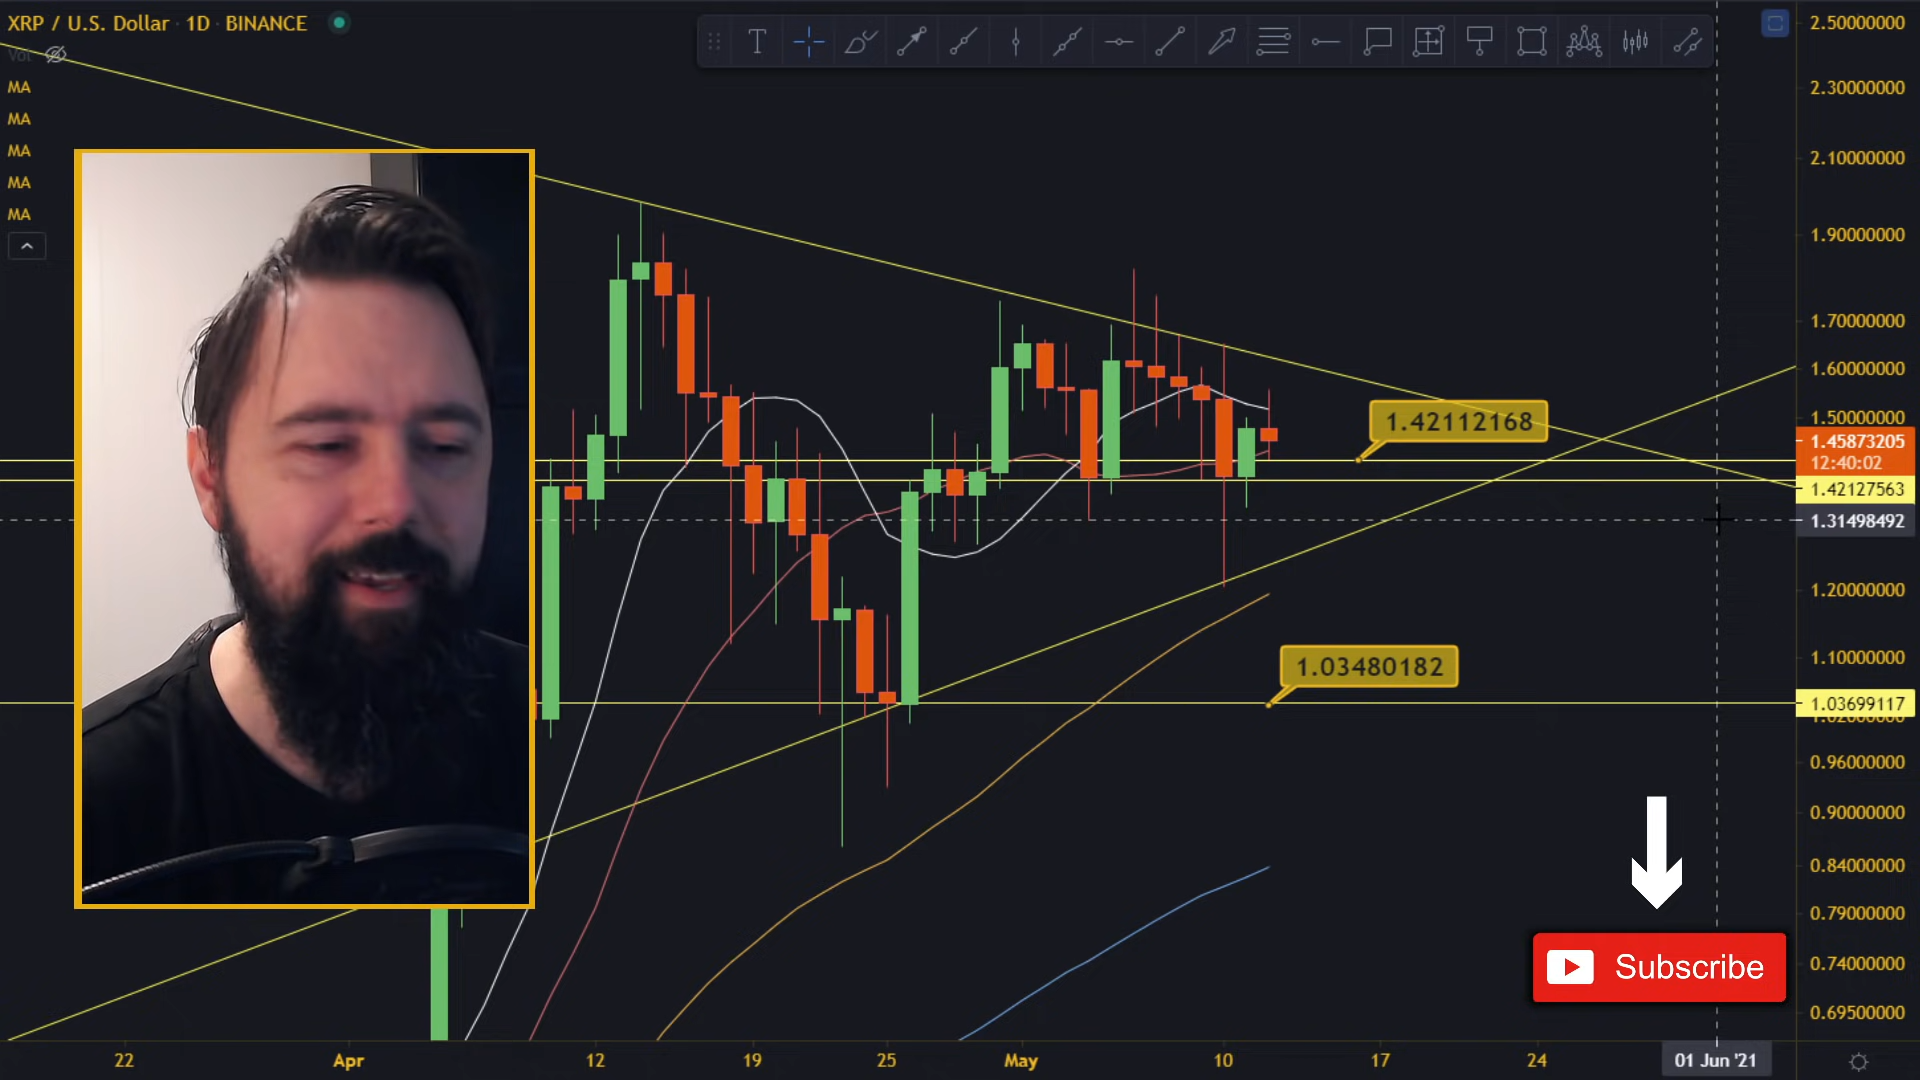 XRP / U.S. Dollar · 1D · BINANCE
Vol
MA
MA
MA
MA
MA
T
2.50000000
2.30000000
2.10000000
1.90000000
1.70000000
1.60000000
1.50000000
1.45873205
12:40:02
1.42127563
1.31498492
1.20000000
1.10000000
1.03699117
1.02000000
0.96000000
0.90000000
0.84000000
0.79000000
0.74000000
0.69500000
1.42112168
1.03480182
Subscribe
22
Apr
12
19
25
May
10
17
24
01 Jun '21